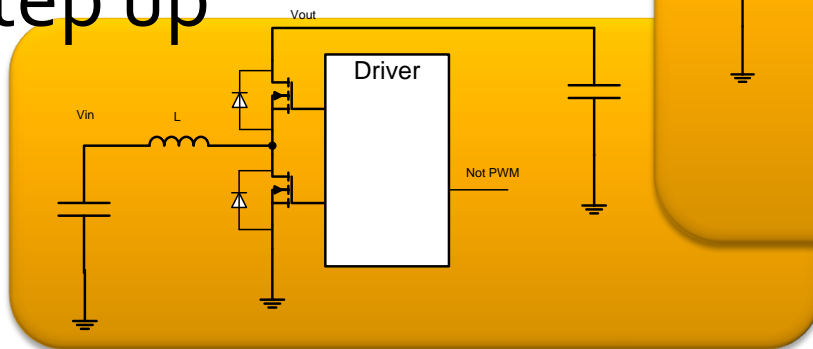 tep up
Vout
Driver
Vin
L
Not PWM